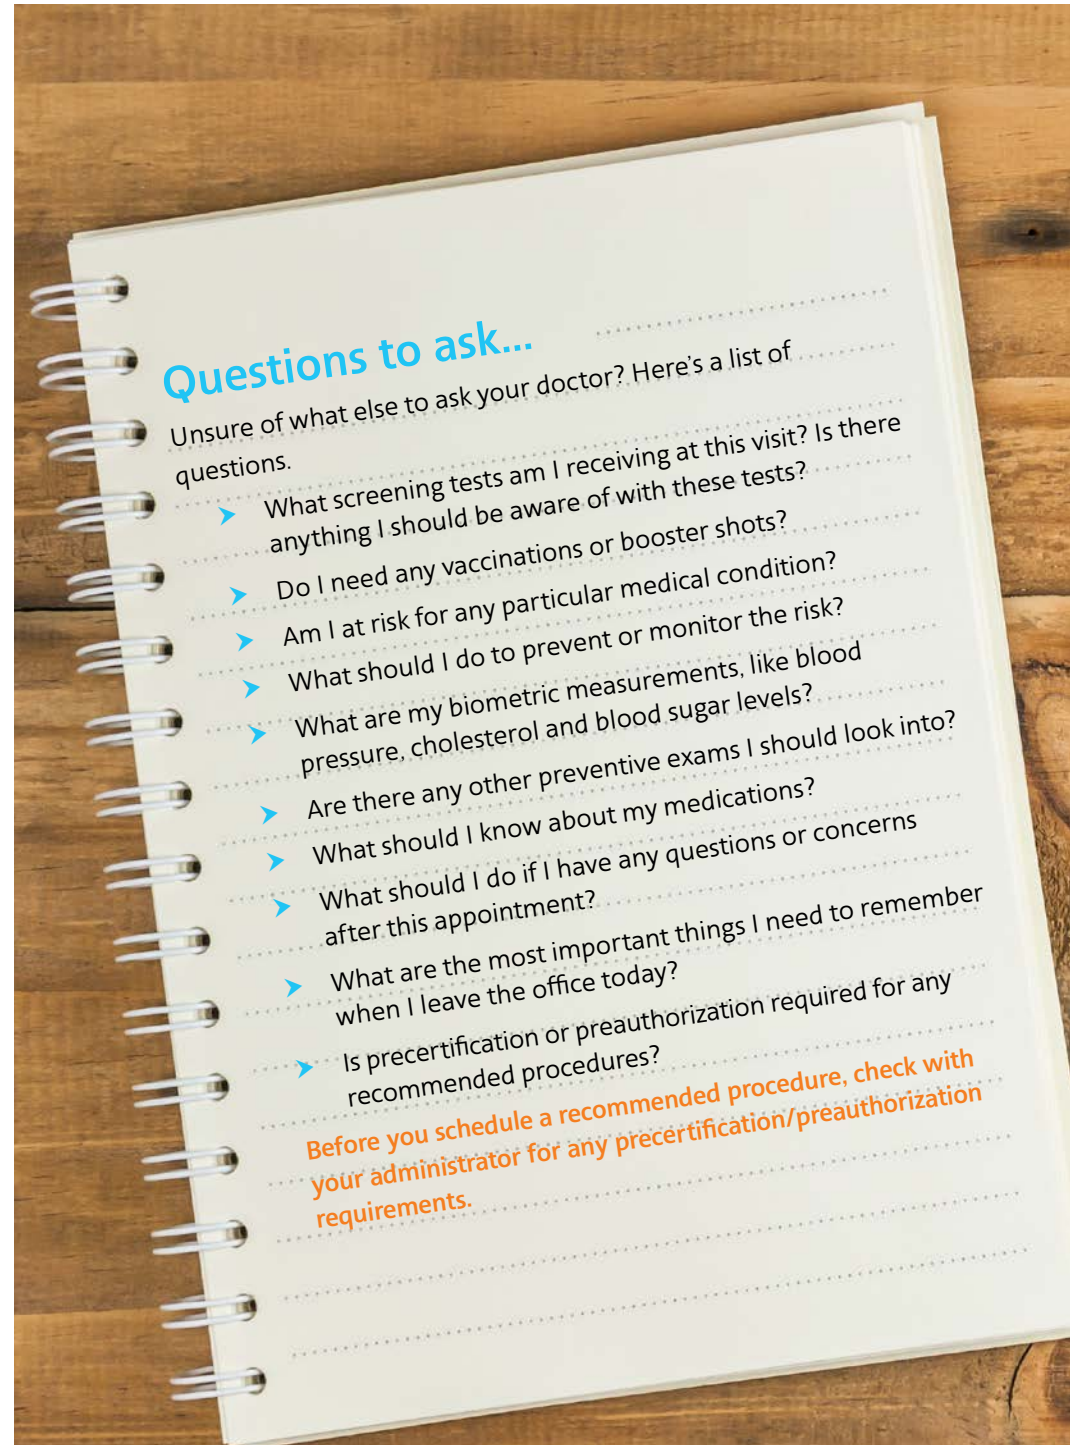 Questions to ask...
Unsure of what else to ask your doctor? Here's a list of
questions.
➤ What screening tests am I receiving at this visit? Is there
anything I should be aware of with these tests?
➤ Do I need any vaccinations or booster shots?
➤ Am I at risk for any particular medical condition?
➤ What should I do to prevent or monitor the risk?
➤ What are my biometric measurements, like blood
pressure, cholesterol and blood sugar levels?
➤ Are there any other preventive exams I should look into?
➤ What should I know about my medications?
➤ What should I do if I have any questions or concerns
after this appointment?
➤ What are the most important things I need to remember
when I leave the office today?
➤ Is precertification or preauthorization required for any
recommended procedures?
Before you schedule a recommended procedure, check with
your administrator for any precertification/preauthorization
requirements.